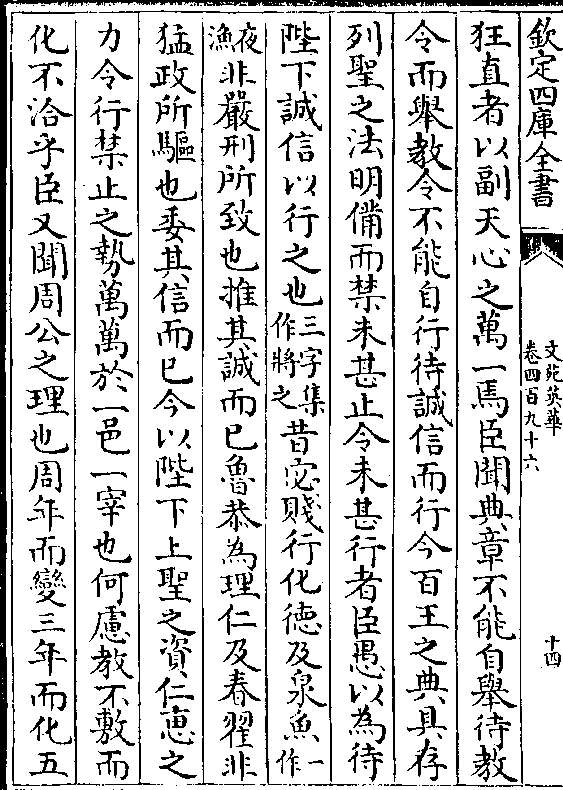 欽定四庫全書
文苑英華
卷四百九十六
十四
狂直者以副天心之萬一焉臣聞典章不能自舉待教
令而舉教令不能自行待誠信而行今百王之典具存
列聖之法明備而禁未甚止令未甚行者臣愚以為待
陛下誠信以行之也三字集作將之昔宓賤行化德及泉魚一作
夜漁非嚴刑所致也推其誠而已魯恭為理仁及春翟非
猛政所驅也委其信而已今以陛下上聖之資仁恵之
力令行禁止之勢萬萬於一邑一宰也何慮教不敷而
化不洽乎臣又聞周公之理也周年而變三年而化五